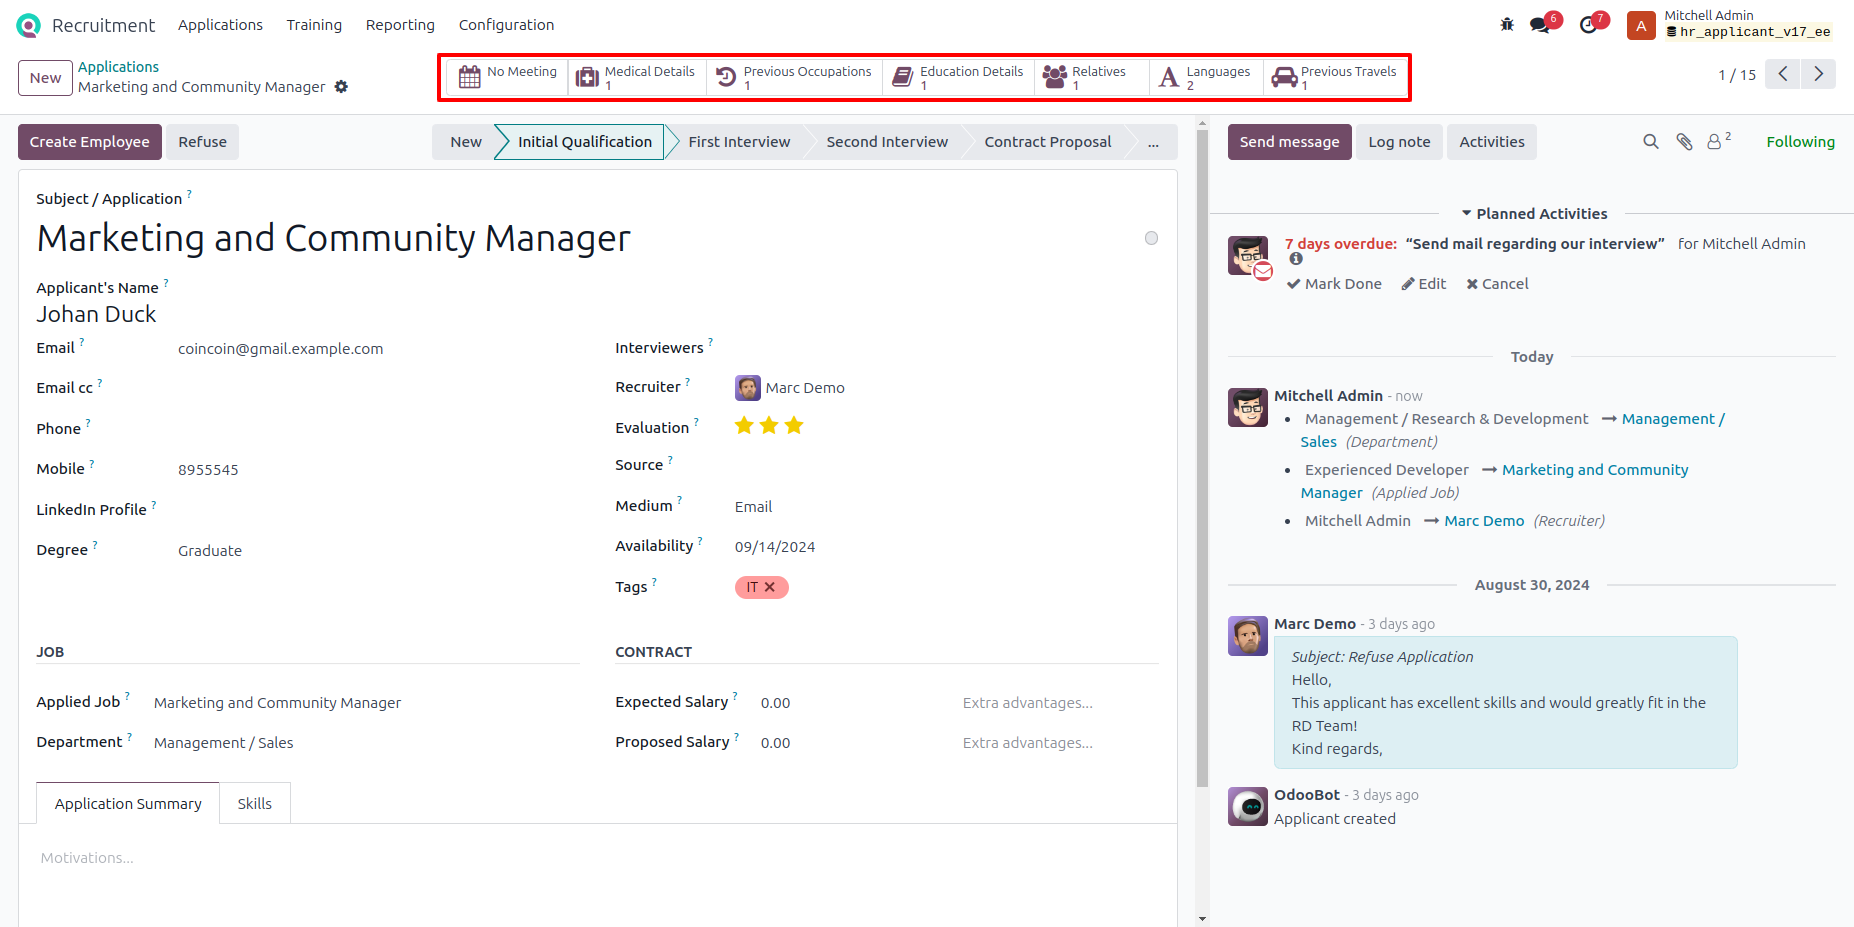 Recruitment Applications Training Reporting Configuration
6
7
A
Mitchell Admin
hr_applicant_v17_ee
New
Applications
Marketing and Community Manager
No Meeting
Medical Details
1
Previous Occupations
1
Education Details
1
Relatives
1
Languages
2
Previous Travels
1
1 / 15
Create Employee Refuse
New Initial Qualification First Interview Second Interview Contract Proposal ...
Subject / Application ?
Marketing and Community Manager
Applicant's Name ?
Johan Duck
Email ? coincoin@gmail.example.com
Email cc ?
Phone ?
Mobile ? 8955545
LinkedIn Profile ?
Degree ? Graduate
Interviewers ?
Recruiter ? Marc Demo
Evaluation ?
Source ?
Medium ? Email
Availability ? 09/14/2024
Tags ? IT
JOB
Applied Job ? Marketing and Community Manager
Department ? Management / Sales
CONTRACT
Expected Salary ? 0.00 Extra advantages...
Proposed Salary ? 0.00 Extra advantages...
Application Summary Skills
Motivations...
Send message Log note Activities
2
Following
Planned Activities
7 days overdue: “Send mail regarding our interview” for Mitchell Admin
Mark Done Edit Cancel
Today
Mitchell Admin - now
• Management / Research & Development → Management /
Sales (Department)
• Experienced Developer → Marketing and Community
Manager (Applied Job)
• Mitchell Admin → Marc Demo (Recruiter)
August 30, 2024
Marc Demo - 3 days ago
Subject: Refuse Application
Hello,
This applicant has excellent skills and would greatly fit in the
RD Team!
Kind regards,
OdooBot - 3 days ago
Applicant created